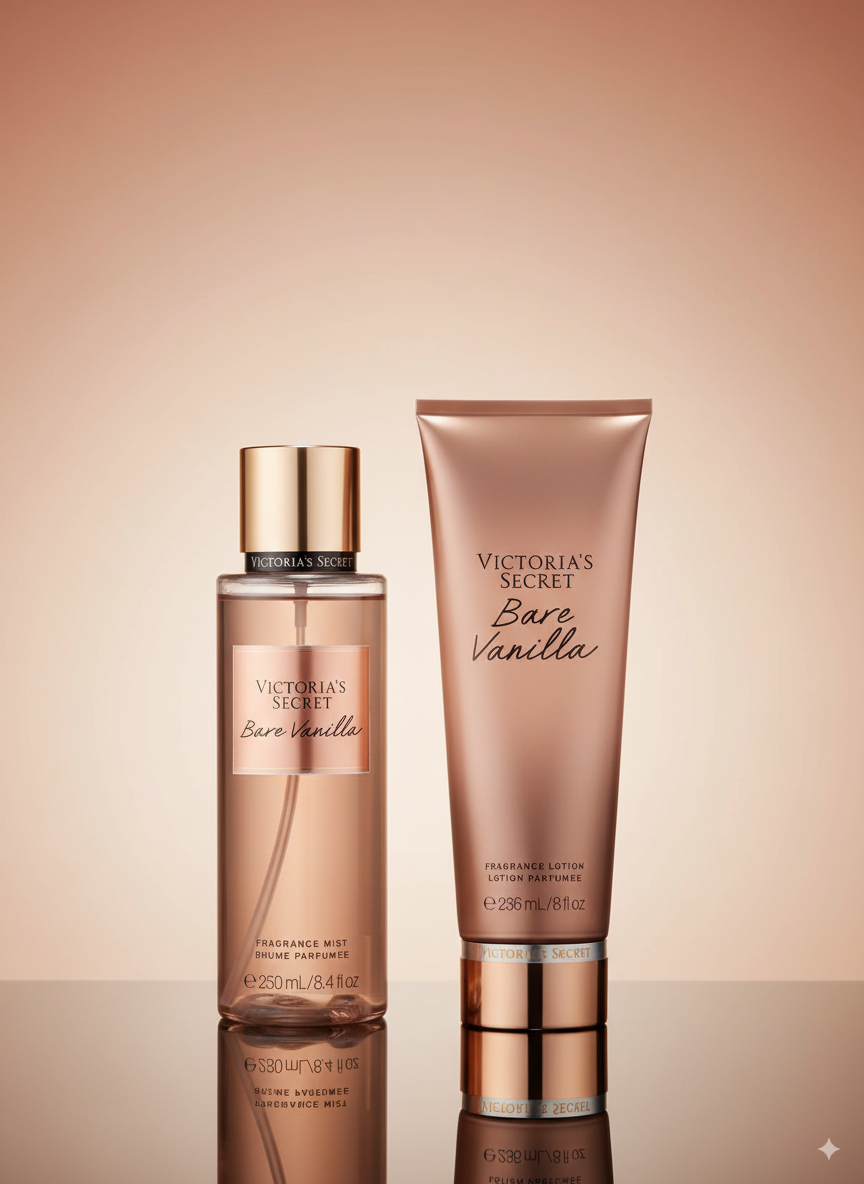 VICTORIA'S SECRET
VICTORIA'S
SECRET
Bare Vanilla
FRAGRANCE MIST
BHUME PARFUMEE
℮ 250 mL/8.4 fl oz
VICTORIA'S
SECRET
Bare
Vanilla
FRAGRANCE LGTION
LGTION PARTUMEE
℮ 236 mL/8 fl oz
VICTORIA'S SECRET